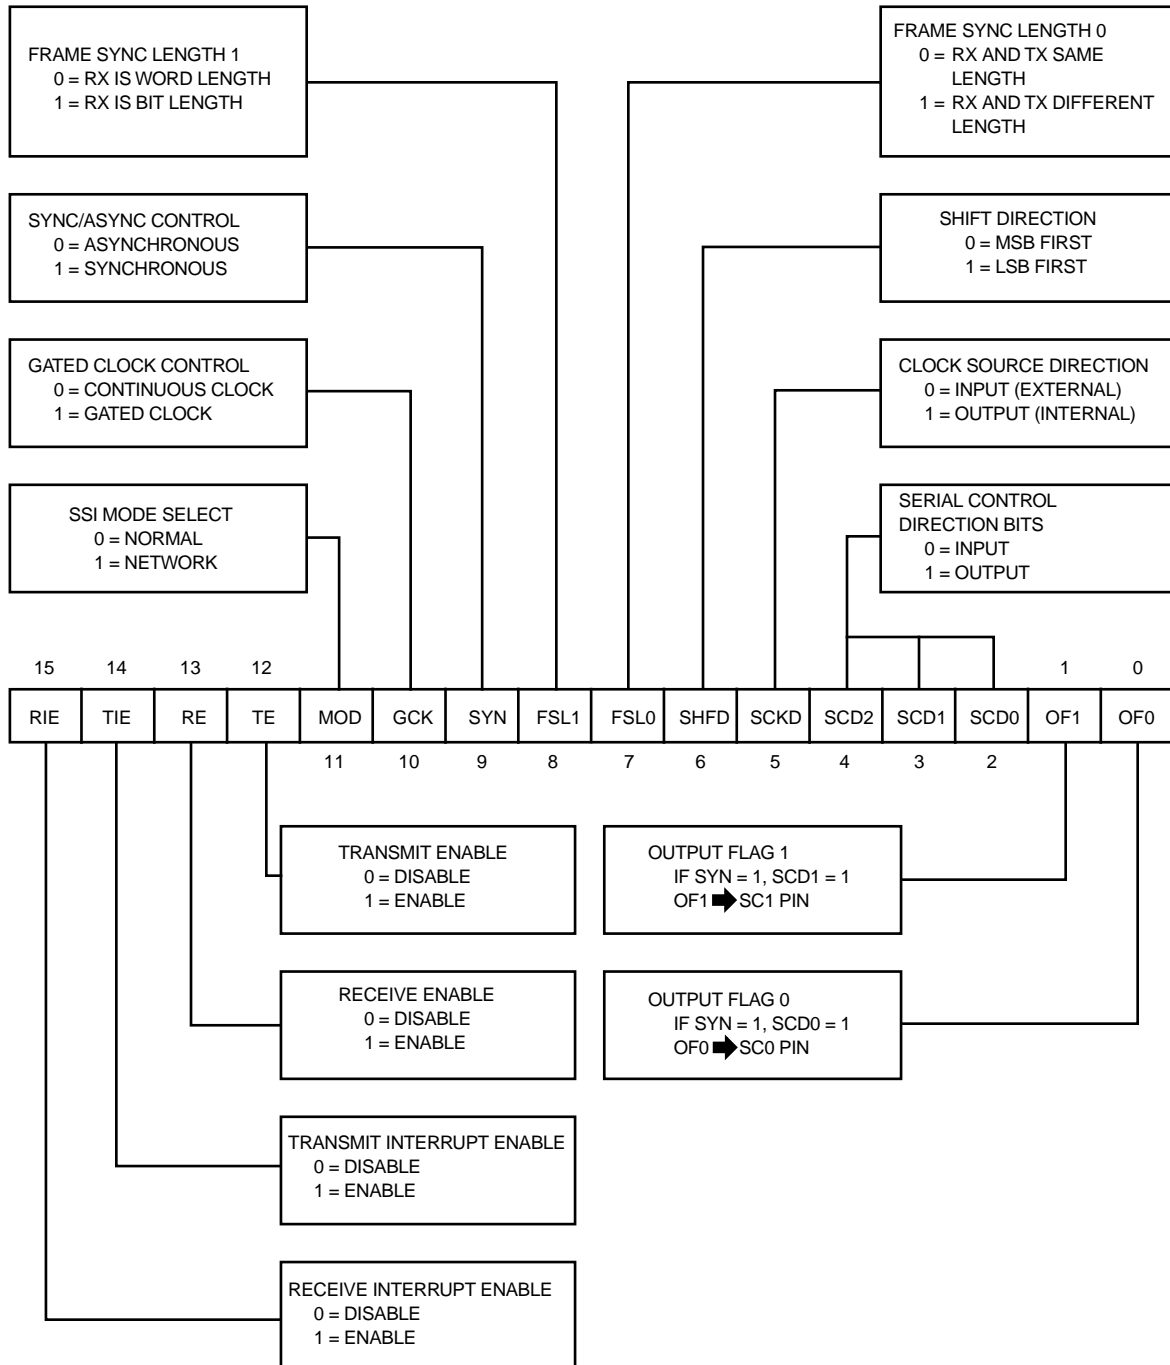 FRAME SYNC LENGTH 1
0 = RX IS WORD LENGTH
1 = RX IS BIT LENGTH
FRAME SYNC LENGTH 0
0 = RX AND TX SAME
LENGTH
1 = RX AND TX DIFFERENT
LENGTH
SYNC/ASYNC CONTROL
0 = ASYNCHRONOUS
1 = SYNCHRONOUS
SHIFT DIRECTION
0 = MSB FIRST
1 = LSB FIRST
GATED CLOCK CONTROL
0 = CONTINUOUS CLOCK
1 = GATED CLOCK
CLOCK SOURCE DIRECTION
0 = INPUT (EXTERNAL)
1 = OUTPUT (INTERNAL)
SSI MODE SELECT
0 = NORMAL
1 = NETWORK
SERIAL CONTROL
DIRECTION BITS
0 = INPUT
1 = OUTPUT
15 14 13 12 1 0
RIE TIE RE TE MOD GCK SYN FSL1 FSL0 SHFD SCKD SCD2 SCD1 SCD0 OF1 OF0
11 10 9 8 7 6 5 4 3 2
TRANSMIT ENABLE
0 = DISABLE
1 = ENABLE
OUTPUT FLAG 1
IF SYN = 1, SCD1 = 1
OF1 ➡ SC1 PIN
RECEIVE ENABLE
0 = DISABLE
1 = ENABLE
OUTPUT FLAG 0
IF SYN = 1, SCD0 = 1
OF0 ➡ SC0 PIN
TRANSMIT INTERRUPT ENABLE
0 = DISABLE
1 = ENABLE
RECEIVE INTERRUPT ENABLE
0 = DISABLE
1 = ENABLE